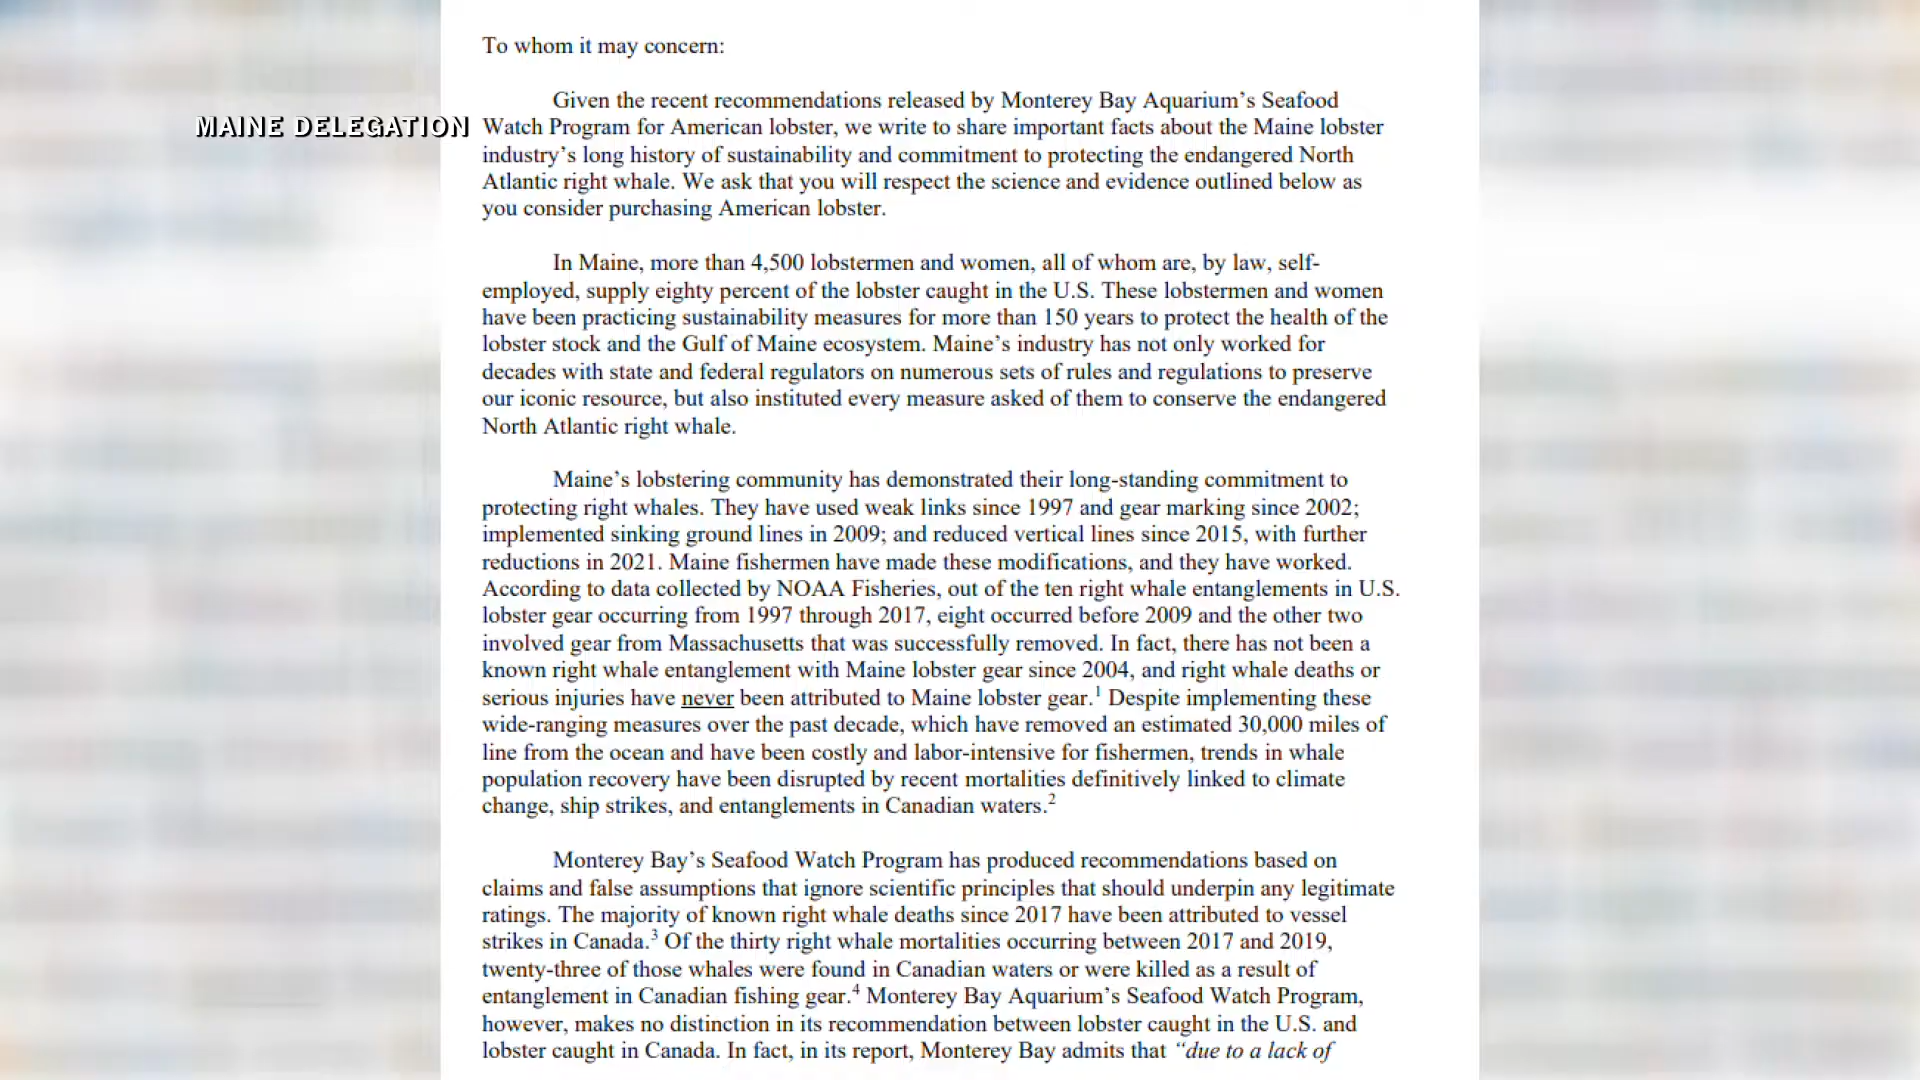 To whom it may concern:
MAINE DELEGATION
Given the recent recommendations released by Monterey Bay Aquarium’s Seafood
Watch Program for American lobster, we write to share important facts about the Maine lobster
industry’s long history of sustainability and commitment to protecting the endangered North
Atlantic right whale. We ask that you will respect the science and evidence outlined below as
you consider purchasing American lobster.
In Maine, more than 4,500 lobstermen and women, all of whom are, by law, self-
employed, supply eighty percent of the lobster caught in the U.S. These lobstermen and women
have been practicing sustainability measures for more than 150 years to protect the health of the
lobster stock and the Gulf of Maine ecosystem. Maine’s industry has not only worked for
decades with state and federal regulators on numerous sets of rules and regulations to preserve
our iconic resource, but also instituted every measure asked of them to conserve the endangered
North Atlantic right whale.
Maine’s lobstering community has demonstrated their long-standing commitment to
protecting right whales. They have used weak links since 1997 and gear marking since 2002;
implemented sinking ground lines in 2009; and reduced vertical lines since 2015, with further
reductions in 2021. Maine fishermen have made these modifications, and they have worked.
According to data collected by NOAA Fisheries, out of the ten right whale entanglements in U.S.
lobster gear occurring from 1997 through 2017, eight occurred before 2009 and the other two
involved gear from Massachusetts that was successfully removed. In fact, there has not been a
known right whale entanglement with Maine lobster gear since 2004, and right whale deaths or
serious injuries have never been attributed to Maine lobster gear.¹ Despite implementing these
wide-ranging measures over the past decade, which have removed an estimated 30,000 miles of
line from the ocean and have been costly and labor-intensive for fishermen, trends in whale
population recovery have been disrupted by recent mortalities definitively linked to climate
change, ship strikes, and entanglements in Canadian waters.²
Monterey Bay’s Seafood Watch Program has produced recommendations based on
claims and false assumptions that ignore scientific principles that should underpin any legitimate
ratings. The majority of known right whale deaths since 2017 have been attributed to vessel
strikes in Canada.³ Of the thirty right whale mortalities occurring between 2017 and 2019,
twenty-three of those whales were found in Canadian waters or were killed as a result of
entanglement in Canadian fishing gear.⁴ Monterey Bay Aquarium’s Seafood Watch Program,
however, makes no distinction in its recommendation between lobster caught in the U.S. and
lobster caught in Canada. In fact, in its report, Monterey Bay admits that “due to a lack of